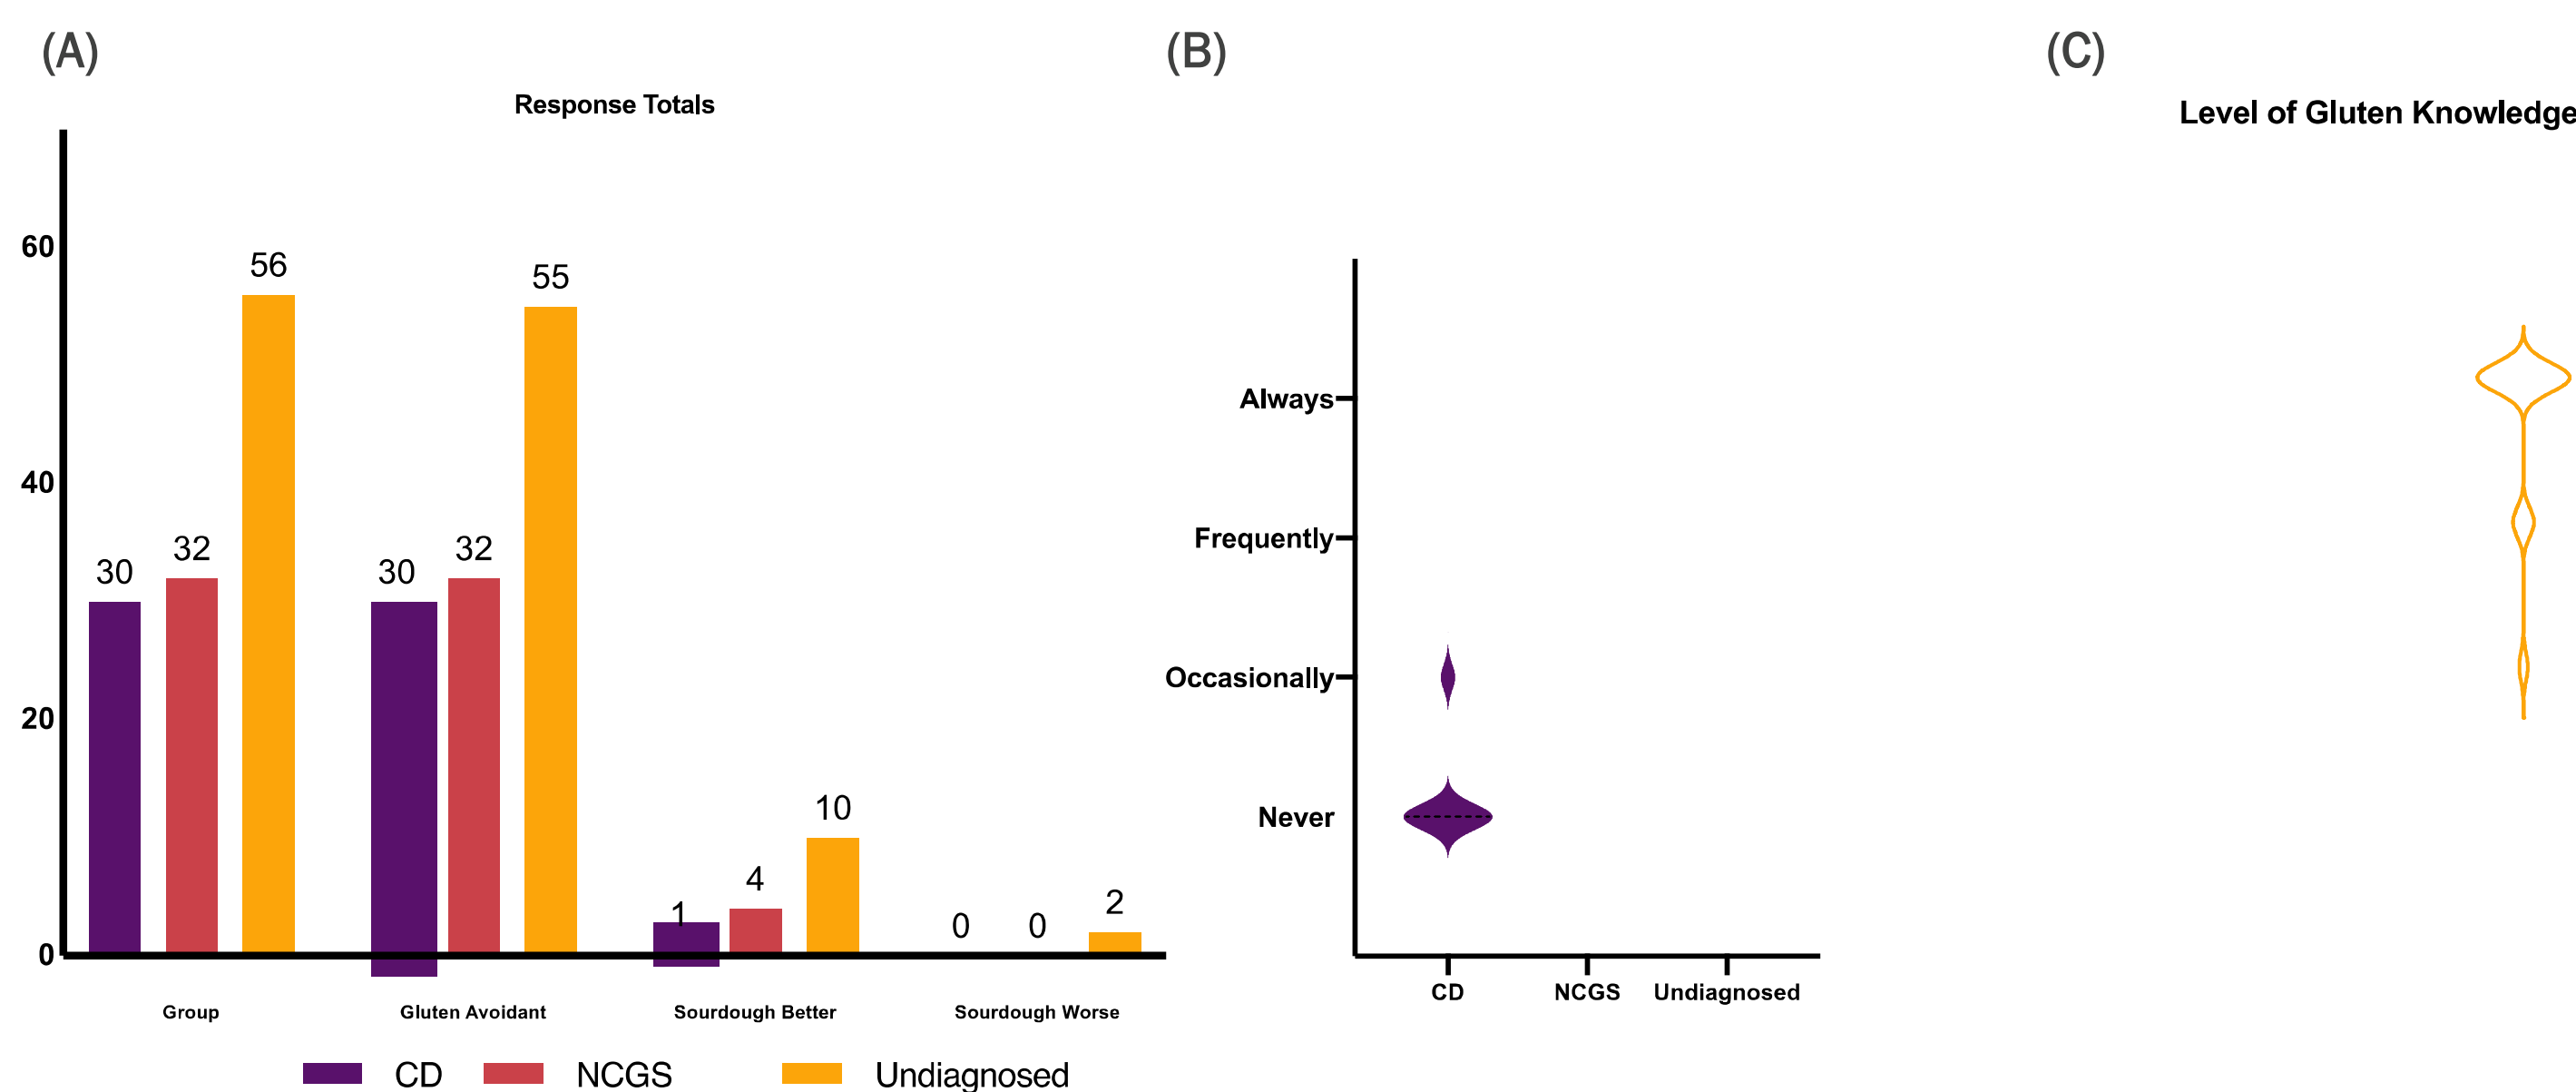 (A)
(B)
(C)
Response Totals
Level of Gluten Knowledge
60
40
20
0
30
32
56
30
32
55
1
4
10
0
0
2
Group
Gluten Avoidant
Sourdough Better
Sourdough Worse
CD
NCGS
Undiagnosed
Always
Frequently
Occasionally
Never
CD
NCGS
Undiagnosed